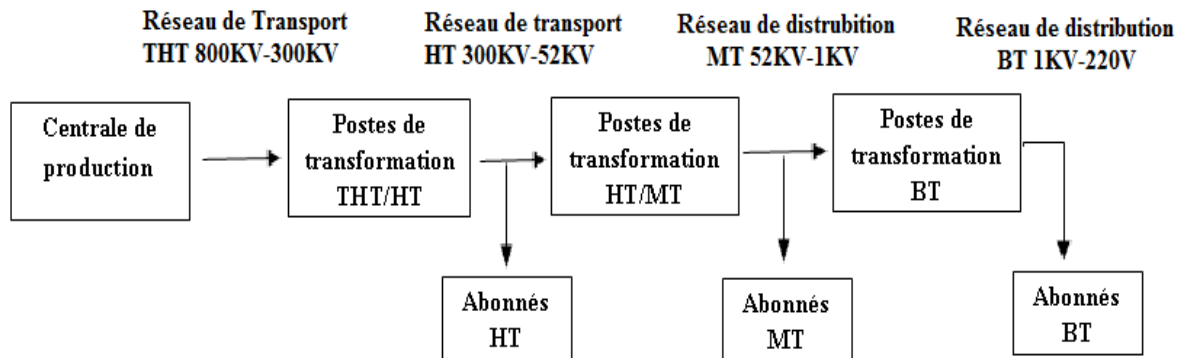 Réseau de Transport
THT 800KV-300KV
Réseau de transport
HT 300KV-52KV
Réseau de distrubition
MT 52KV-1KV
Réseau de distribution
BT 1KV-220V
Centrale de
production
Postes de
transformation
THT/HT
Postes de
transformation
HT/MT
Postes de
transformation
BT
Abonnés
HT
Abonnés
MT
Abonnés
BT